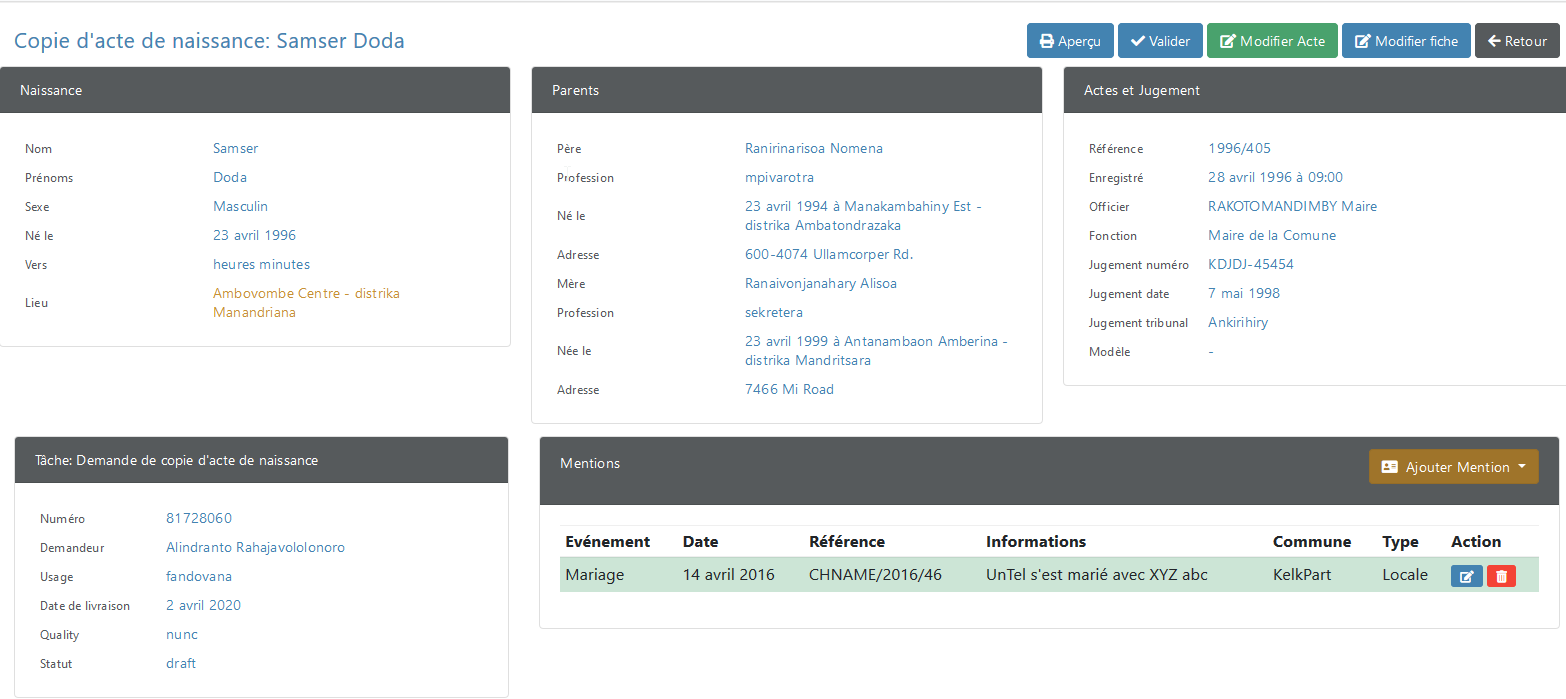 Copie d'acte de naissance: Samser Doda
Aperçu
Valider
Modifier Acte
Modifier fiche
Retour
Naissance
Nom Samser
Prénoms Doda
Sexe Masculin
Né le 23 avril 1996
Vers heures minutes
Lieu Ambovombe Centre - distrika
Manandriana
Parents
Père Ranirinarisoa Nomena
Profession mpivarotra
Né le 23 avril 1994 à Manakambahiny Est -
distrika Ambatondrazaka
Adresse 600-4074 Ullamcorper Rd.
Mère Ranaivonjanahary Alisoa
Profession sekretera
Née le 23 avril 1999 à Antanambaon Amberina -
distrika Mandritsara
Adresse 7466 Mi Road
Actes et Jugement
Référence 1996/405
Enregistré 28 avril 1996 à 09:00
Officier RAKOTOMANDIMBY Maire
Fonction Maire de la Comune
Jugement numéro KDJDJ-45454
Jugement date 7 mai 1998
Jugement tribunal Ankirihiry
Modèle -
Tâche: Demande de copie d'acte de naissance
Numéro 81728060
Demandeur Alindranto Rahajavololonoro
Usage fandovana
Date de livraison 2 avril 2020
Quality nunc
Statut draft
Mentions
Ajouter Mention
Evénement Date Référence Informations Commune Type Action
Mariage 14 avril 2016 CHNAME/2016/46 UnTel s'est marié avec XYZ abc KelkPart Locale